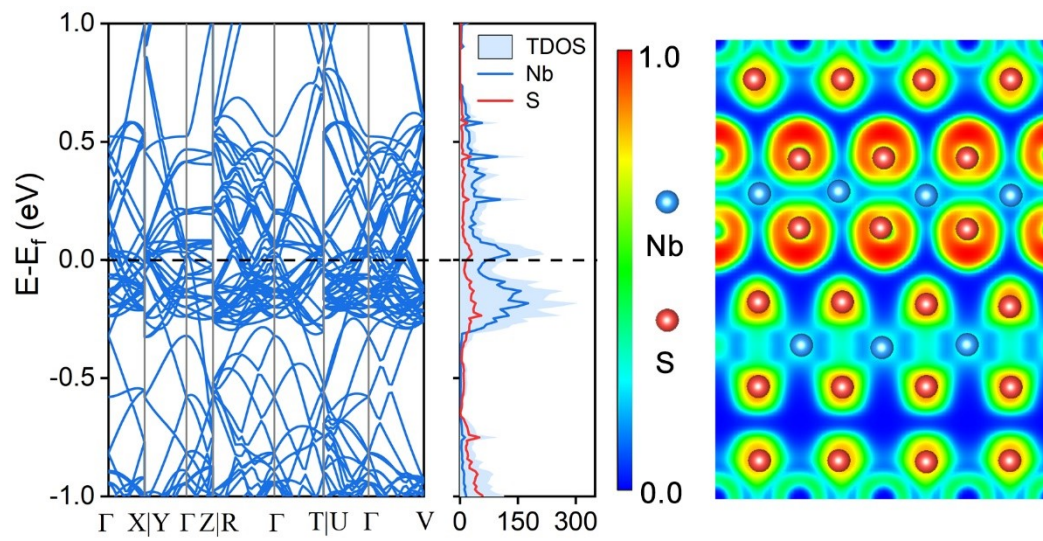 E-E_f (eV)
1.0
0.5
0.0
-0.5
-1.0
Γ X|Y Γ Z|R Γ T|U Γ V
TDOS
Nb
S
0 150 300
1.0
0.0
Nb
S